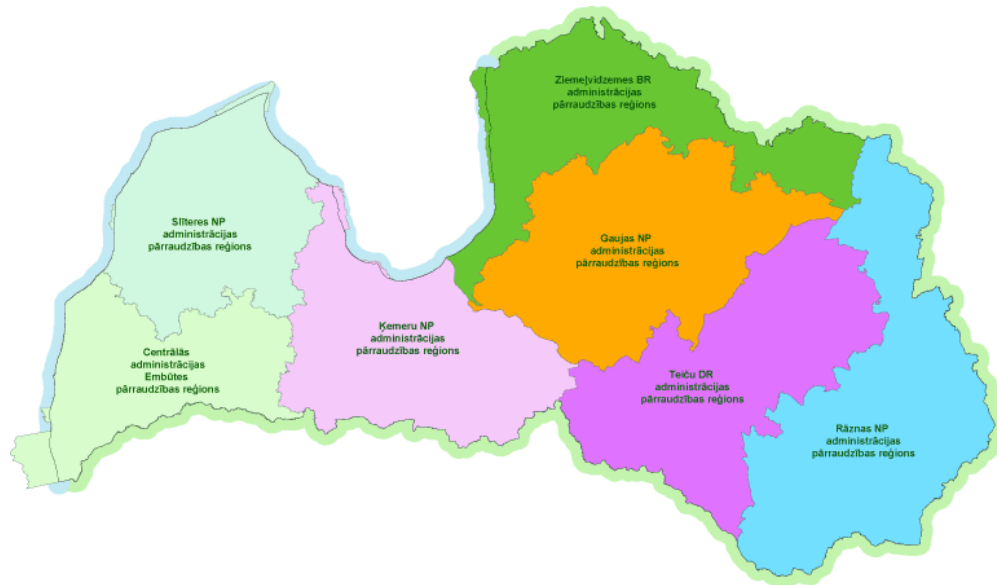 Ziemeļvidzemes BR
administrācijas
pārraudzības reģions
Slīteres NP
administrācijas
pārraudzības reģions
Gaujas NP
administrācijas
pārraudzības reģions
Ķemeru NP
administrācijas
pārraudzības reģions
Centrālās
administrācijas
Embūtes
pārraudzības reģions
Teiču DR
administrācijas
pārraudzības reģions
Rāznas NP
administrācijas
pārraudzības reģions